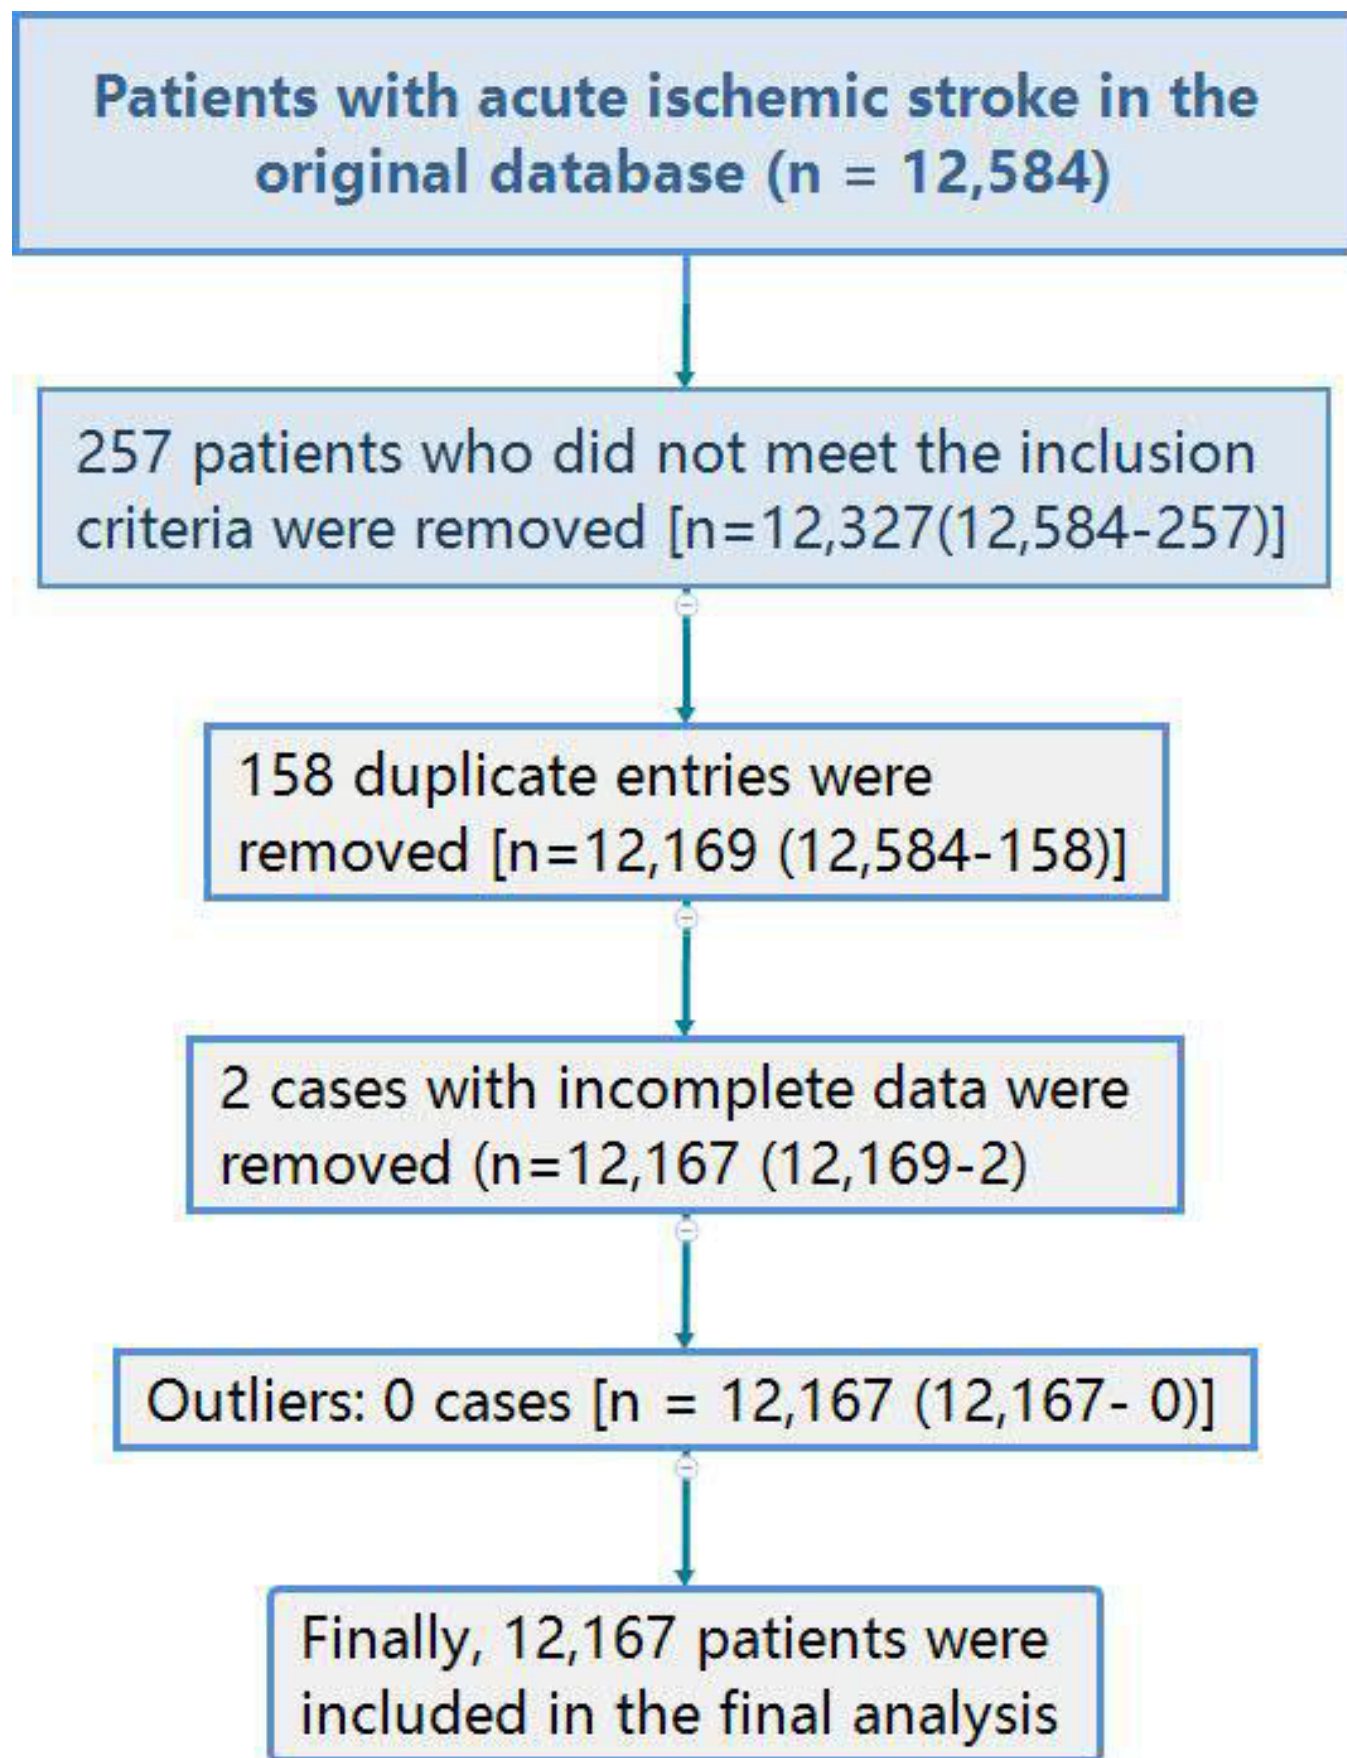 Patients with acute ischemic stroke in the
original database (n = 12,584)
257 patients who did not meet the inclusion
criteria were removed [n=12,327(12,584-257)]
158 duplicate entries were
removed [n=12,169 (12,584-158)]
2 cases with incomplete data were
removed (n=12,167 (12,169-2)
Outliers: 0 cases [n = 12,167 (12,167- 0)]
Finally, 12,167 patients were
included in the final analysis